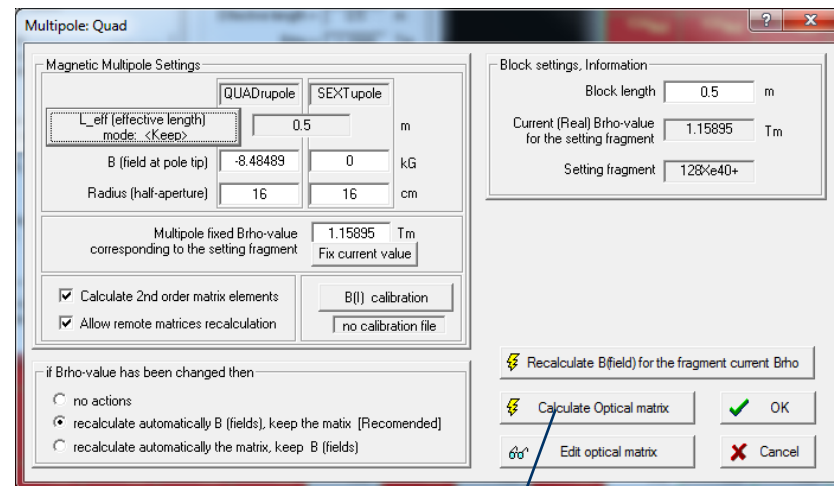 Multipole: Quad
Magnetic Multipole Settings
QUADrupole SEXTupole
L_eff (effective length)
mode: <Keep>
0.5 m
B (field at pole tip) -8.48489 0 kG
Radius (half-aperture) 16 16 cm
Multipole fixed Brho-value
corresponding to the setting fragment
1.15895 Tm
Fix current value
Calculate 2nd order matrix elements
Allow remote matrices recalculation
B(I) calibration
no calibration file
if Brho-value has been changed then
no actions
recalculate automatically B (fields), keep the matix [Recomended]
recalculate automatically the matrix, keep B (fields)
Block settings, Information
Block length 0.5 m
Current (Real) Brho-value
for the setting fragment
1.15895 Tm
Setting fragment 128Xe40+
Recalculate B(field) for the fragment current Brho
Calculate Optical matrix
OK
Edit optical matrix
Cancel